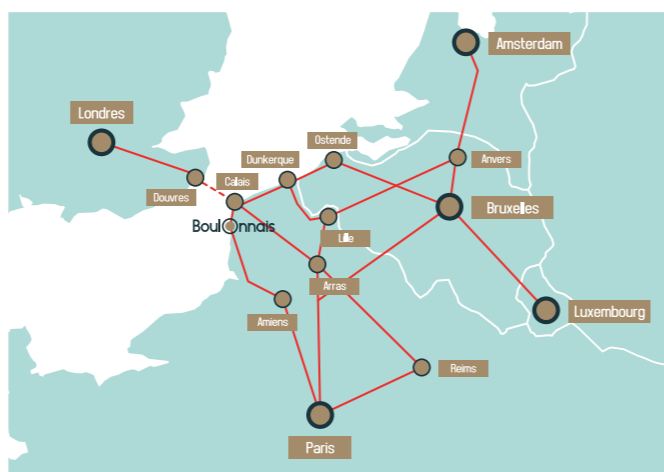 Amsterdam
Londres
Ostende
Dunkerque
Anvers
Douvres
Calais
Bruxelles
Boulonnais
Lille
Arras
Luxembourg
Amiens
Reims
Paris